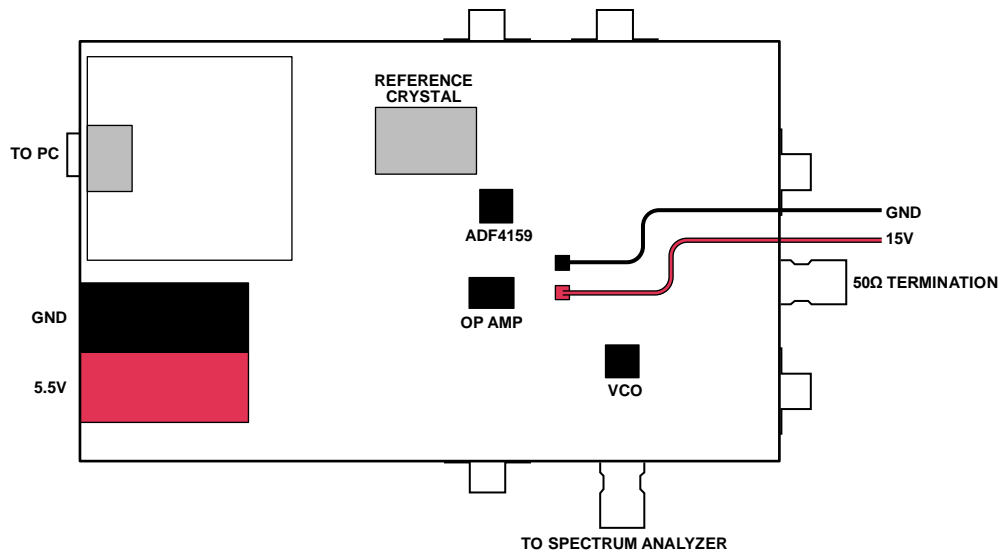 REFERENCE
CRYSTAL
TO PC
ADF4159
GND
15V
50Ω TERMINATION
OP AMP
GND
5.5V
VCO
TO SPECTRUM ANALYZER